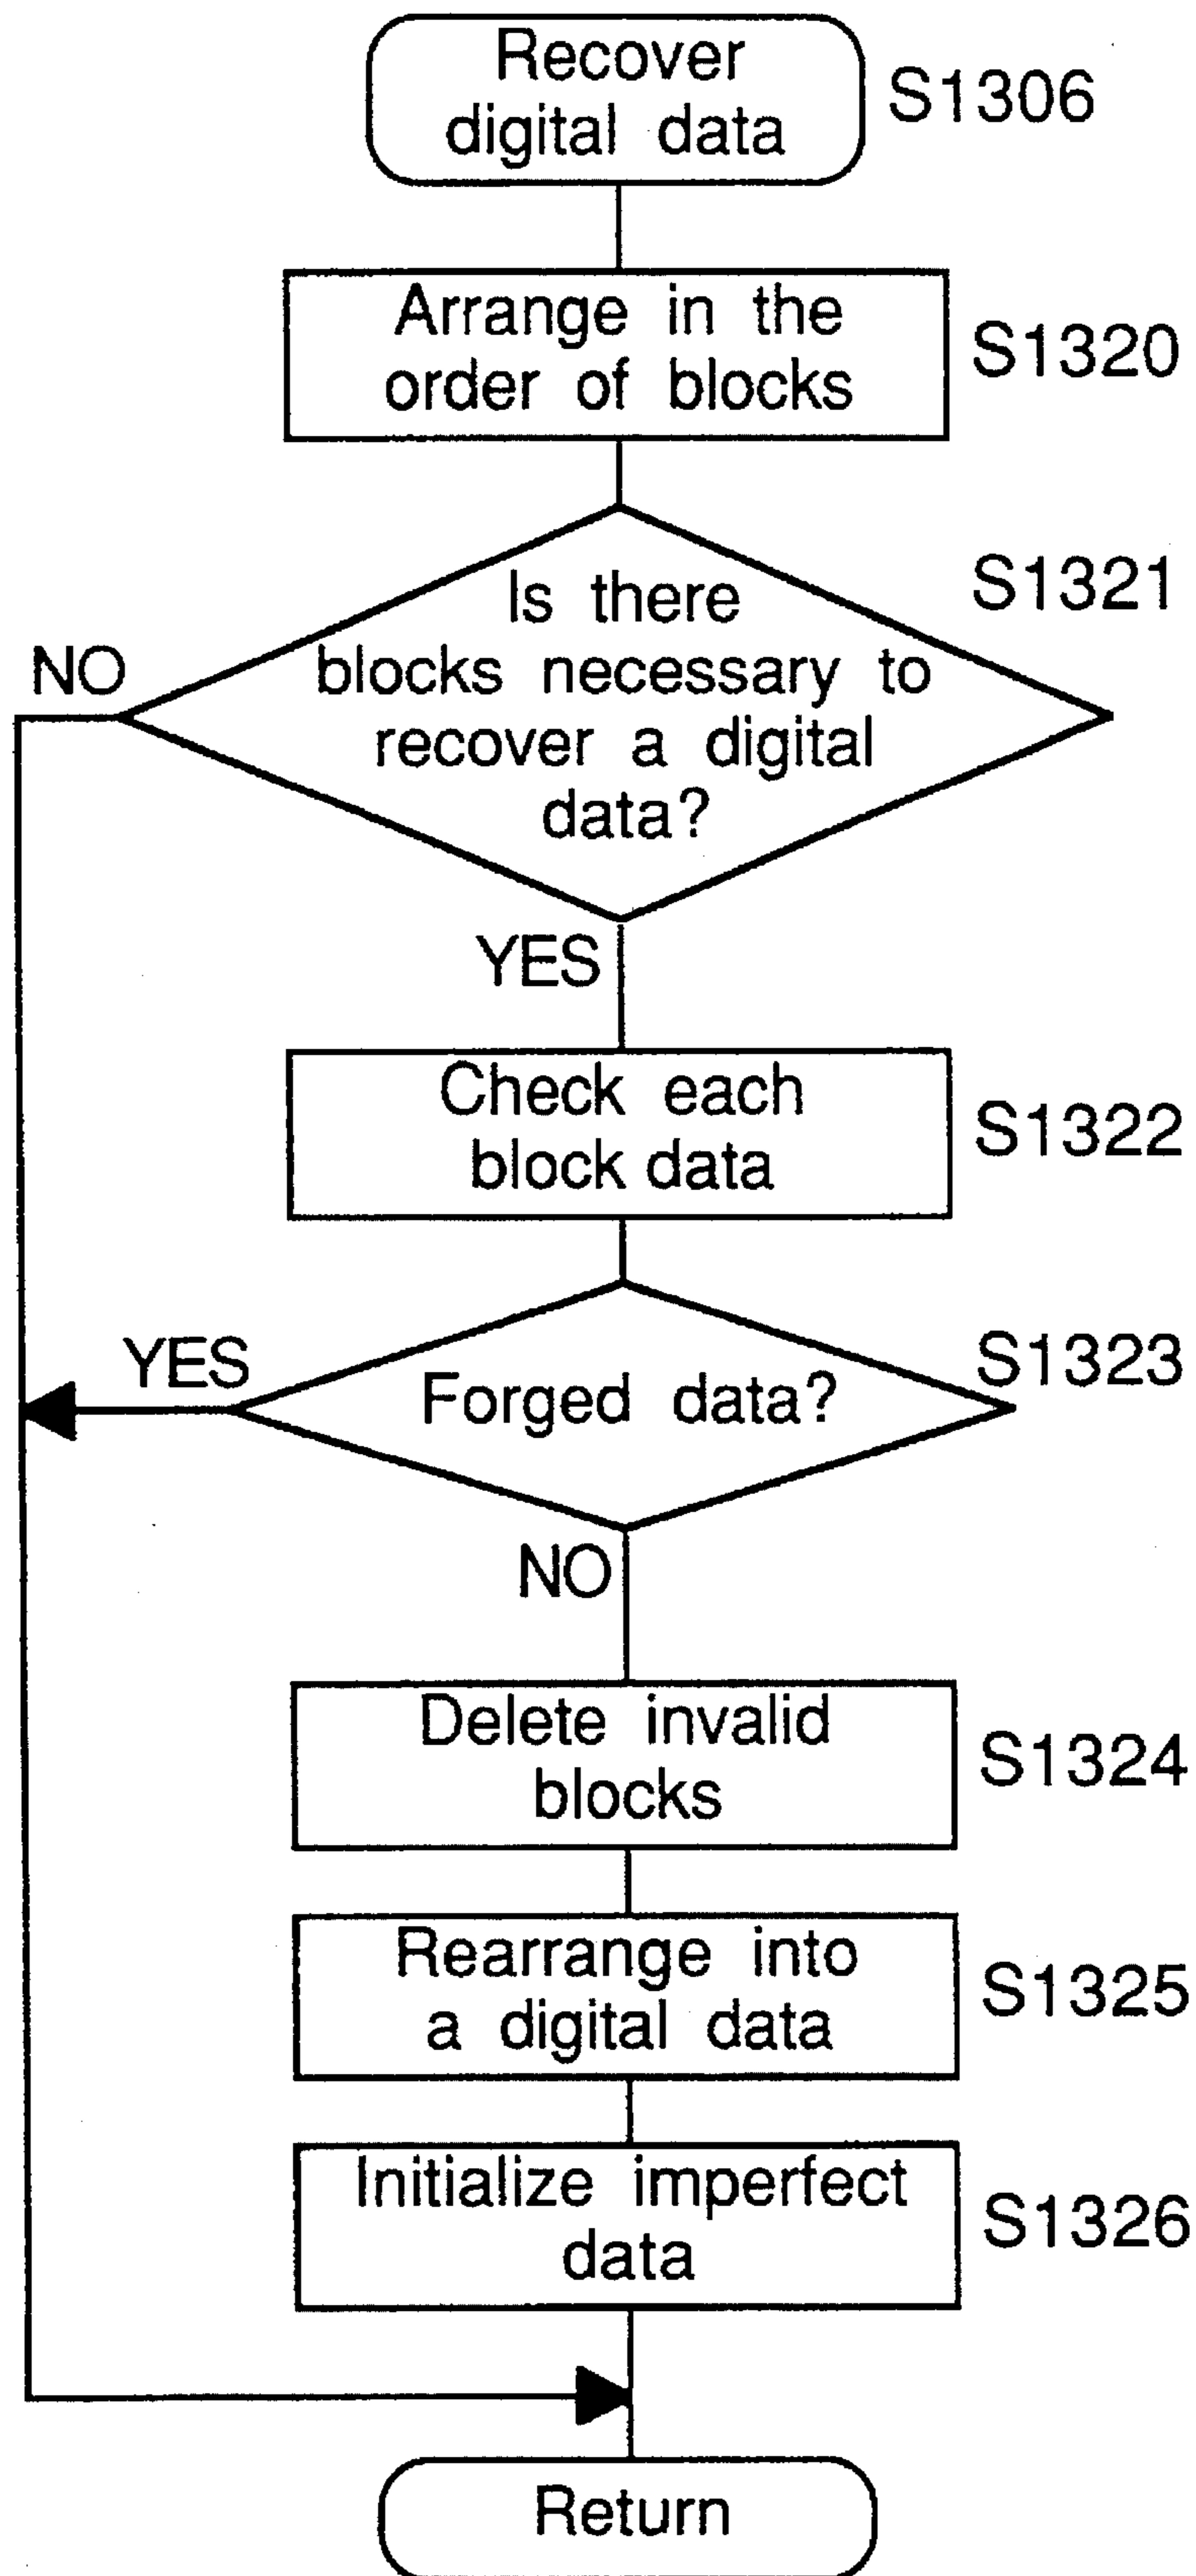 Recover
digital data
S1306
Arrange in the
order of blocks
S1320
Is there
blocks necessary to
recover a digital
data?
S1321
NO
YES
Check each
block data
S1322
Forged data?
S1323
YES
NO
Delete invalid
blocks
S1324
Rearrange into
a digital data
S1325
Initialize imperfect
data
S1326
Return